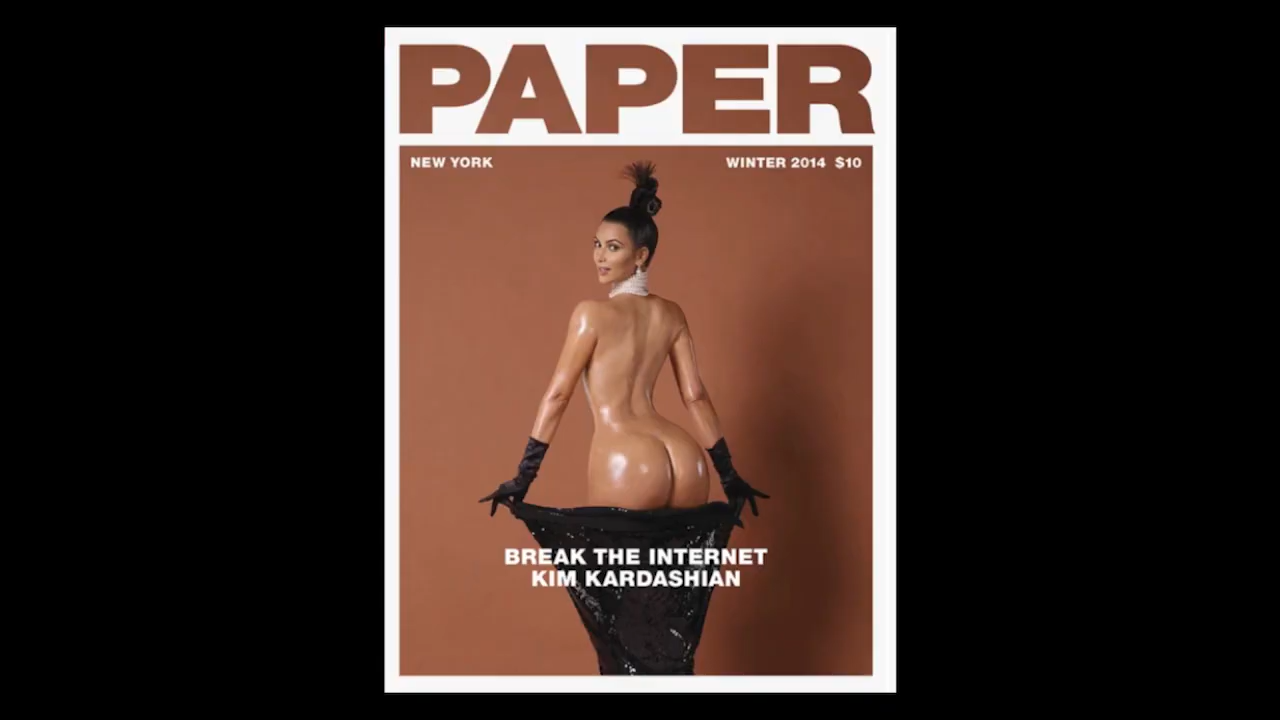 PAPER
NEW YORK
WINTER 2014 $10
BREAK THE INTERNET
KIM KARDASHIAN